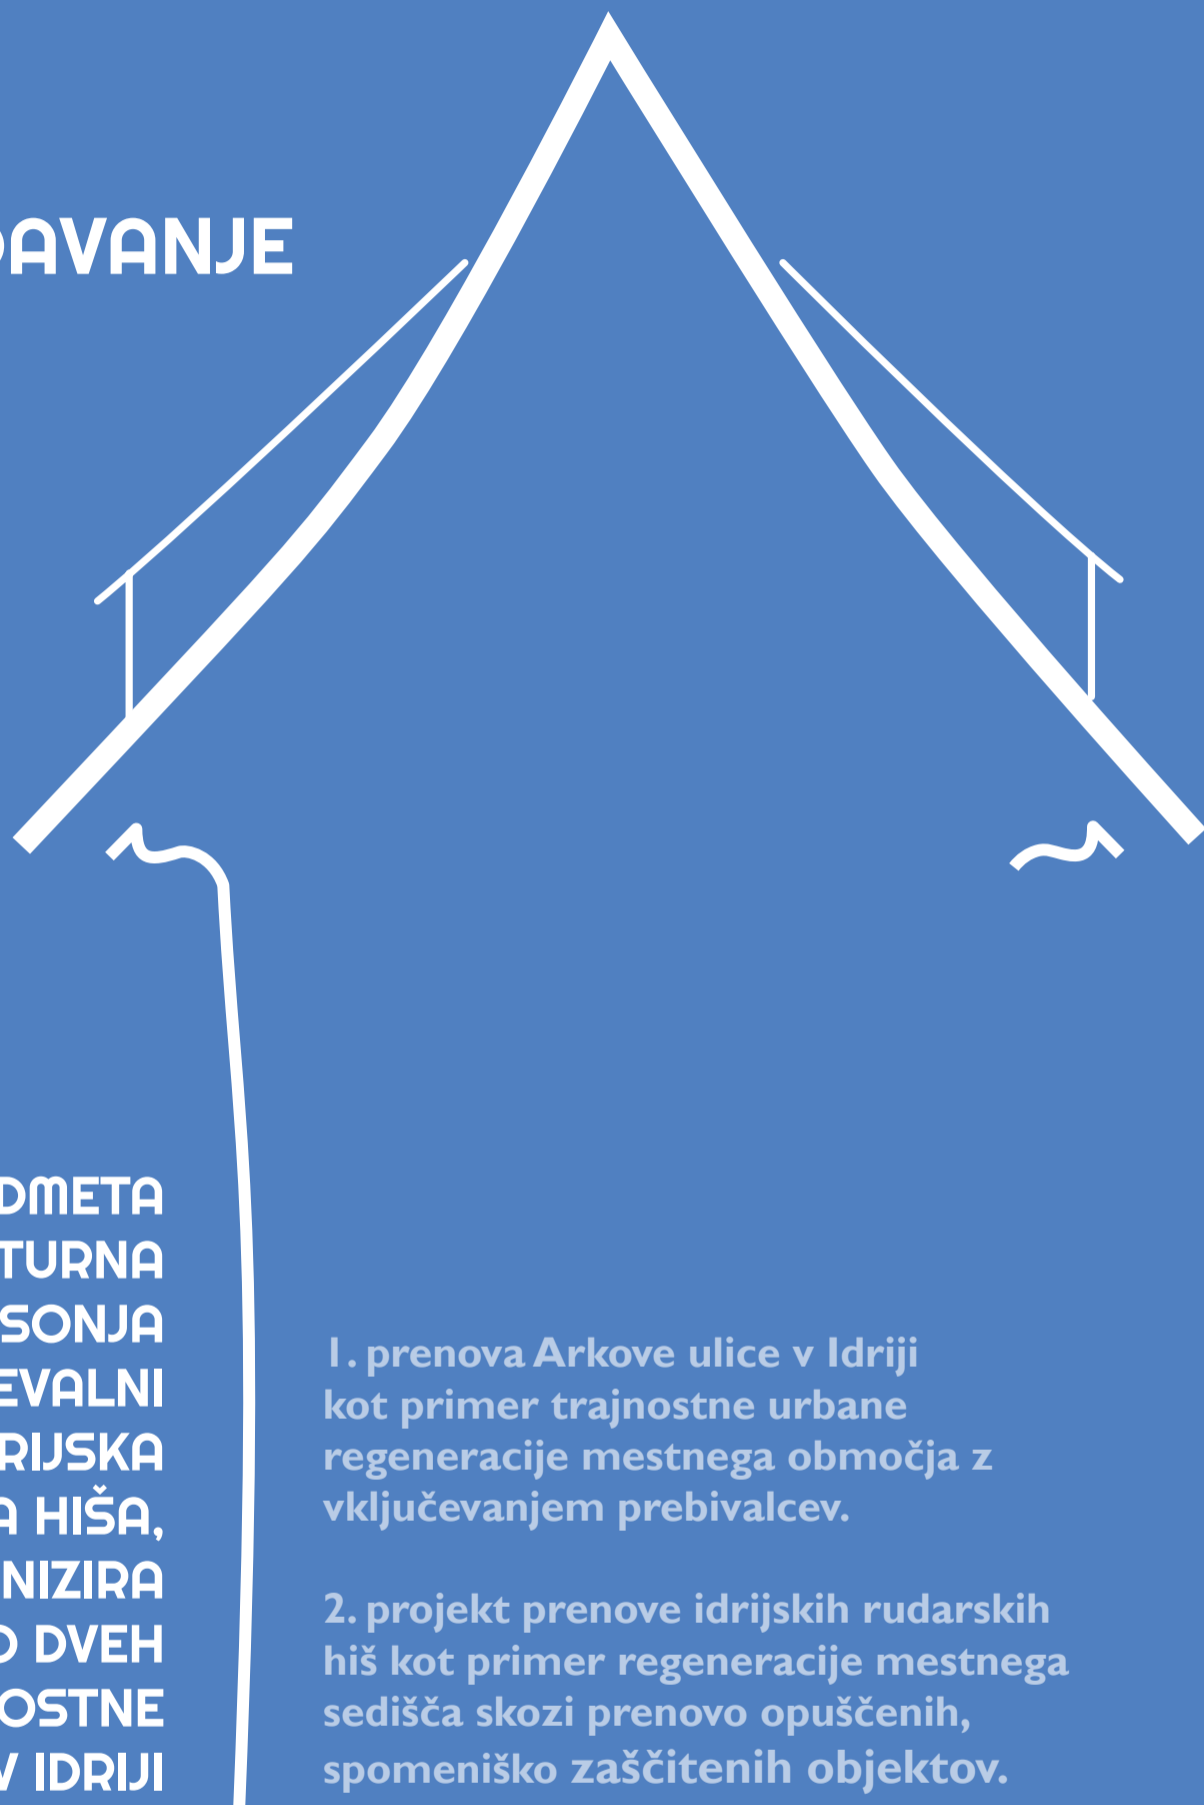 DAVANJE
DMETA
TURNA
SONJA
EVALNI
RIJSKA
A HIŠA,
NIZIRA
O DVEH
OSTNE
V IDRIJI
1. prenova Arkove ulice v Idriji
kot primer trajnostne urbane
regeneracije mestnega območja z
vključevanjem prebivalcev.
2. projekt prenove idrijskih rudarskih
hiš kot primer regeneracije mestnega
sedišča skozi prenovo opuščenih,
spomeniško zaščitenih objektov.